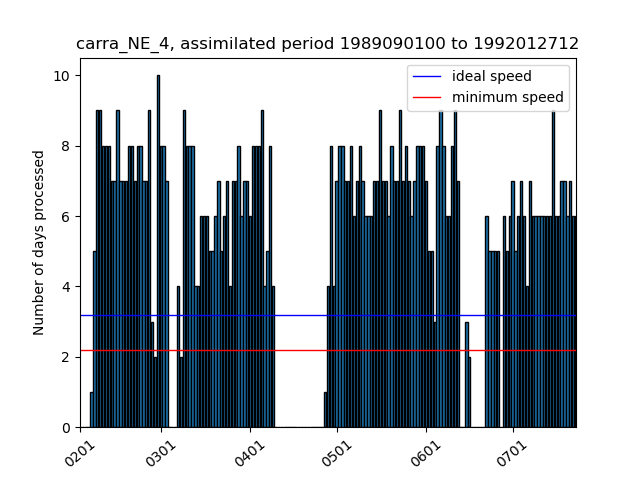 carra_NE_4, assimilated period 1989090100 to 1992012712
ideal speed
minimum speed
Number of days processed
10
8
6
4
2
0
0201 0301 0401 0501 0601 0701